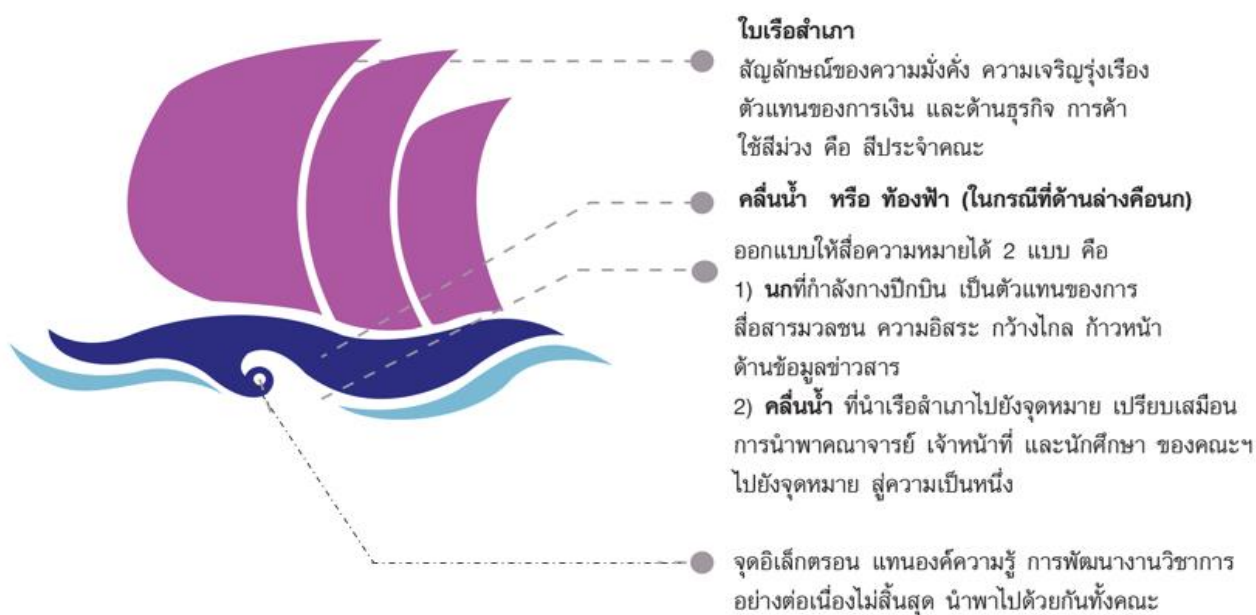 ใบเรือสำเภา
สัญลักษณ์ของความมั่งคั่ง ความเจริญรุ่งเรือง
ตัวแทนของการเงิน และด้านธุรกิจ การค้า
ใช้สีม่วง คือ สีประจำคณะ
คลื่นน้ำ หรือ ท้องฟ้า (ในกรณีที่ด้านล่างคือนก)
ออกแบบให้สื่อความหมายได้ 2 แบบ คือ
1) นกที่กำลังกางปีกบิน เป็นตัวแทนของการ
สื่อสารมวลชน ความอิสระ กว้างไกล ก้าวหน้า
ด้านข้อมูลข่าวสาร
2) คลื่นน้ำ ที่นำเรือสำเภาไปยังจุดหมาย เปรียบเสมือน
การนำพาคณาจารย์ เจ้าหน้าที่ และนักศึกษา ของคณะฯ
ไปยังจุดหมาย สู่ความเป็นหนึ่ง
จุดอิเล็กตรอน แทนองค์ความรู้ การพัฒนางานวิชาการ
อย่างต่อเนื่องไม่สิ้นสุด นำพาไปด้วยกันทั้งคณะ